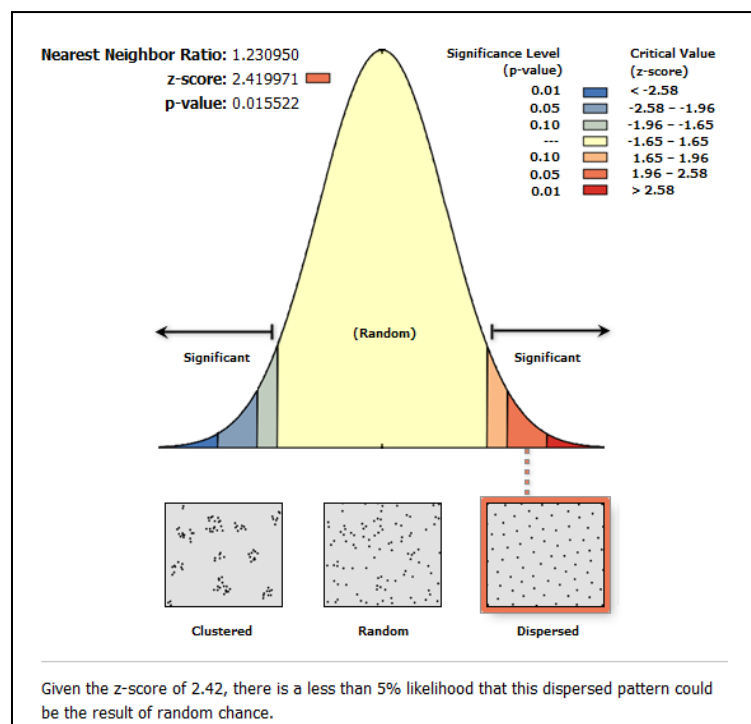 Nearest Neighbor Ratio: 1.230950
z-score: 2.419971
p-value: 0.015522
Significance Level (p-value)
Critical Value (z-score)
0.01 < -2.58
0.05 -2.58 – -1.96
0.10 -1.96 – -1.65
--- -1.65 – 1.65
0.10 1.65 – 1.96
0.05 1.96 – 2.58
0.01 > 2.58
(Random)
Significant
Significant
Clustered
Random
Dispersed
Given the z-score of 2.42, there is a less than 5% likelihood that this dispersed pattern could
be the result of random chance.